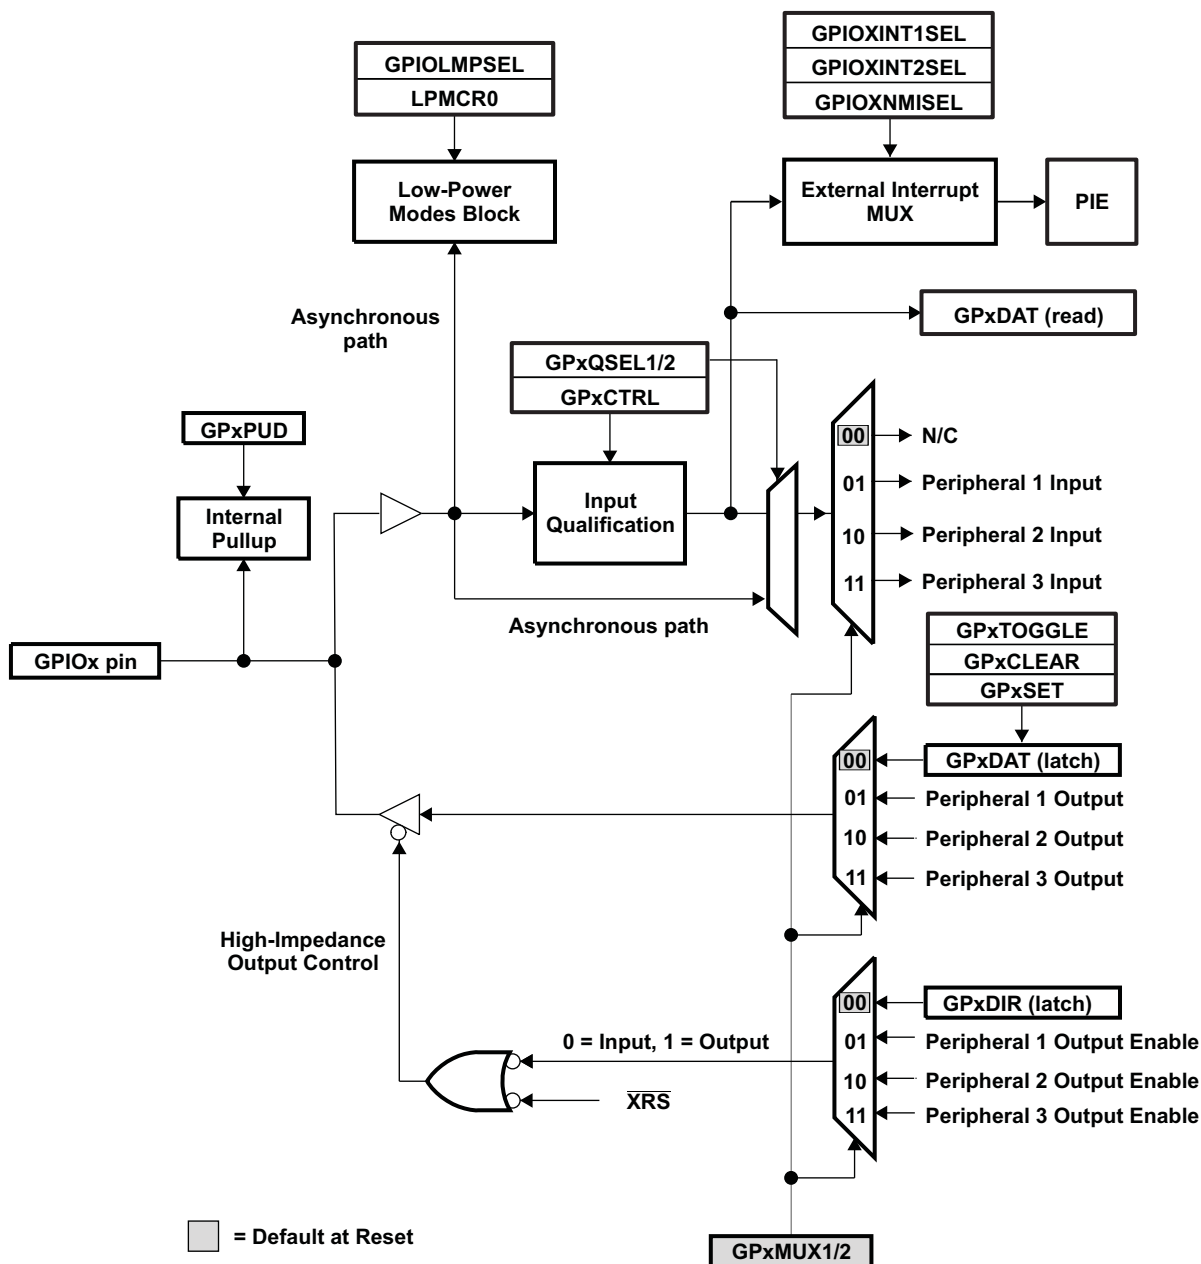 GPIOXINT1SEL
GPIOXINT2SEL
GPIOXNMISEL
GPIOLMPSEL
LPMCR0
Low-Power
Modes Block
External Interrupt
MUX
PIE
Asynchronous
path
GPxDAT (read)
GPxQSEL1/2
GPxCTRL
GPxPUD
Internal
Pullup
Input
Qualification
00
N/C
01
Peripheral 1 Input
10
Peripheral 2 Input
11
Peripheral 3 Input
Asynchronous path
GPIOx pin
GPxTOGGLE
GPxCLEAR
GPxSET
00
GPxDAT (latch)
01
Peripheral 1 Output
10
Peripheral 2 Output
11
Peripheral 3 Output
High-Impedance
Output Control
00
GPxDIR (latch)
0 = Input, 1 = Output
01
Peripheral 1 Output Enable
10
Peripheral 2 Output Enable
XRS
11
Peripheral 3 Output Enable
= Default at Reset
GPxMUX1/2